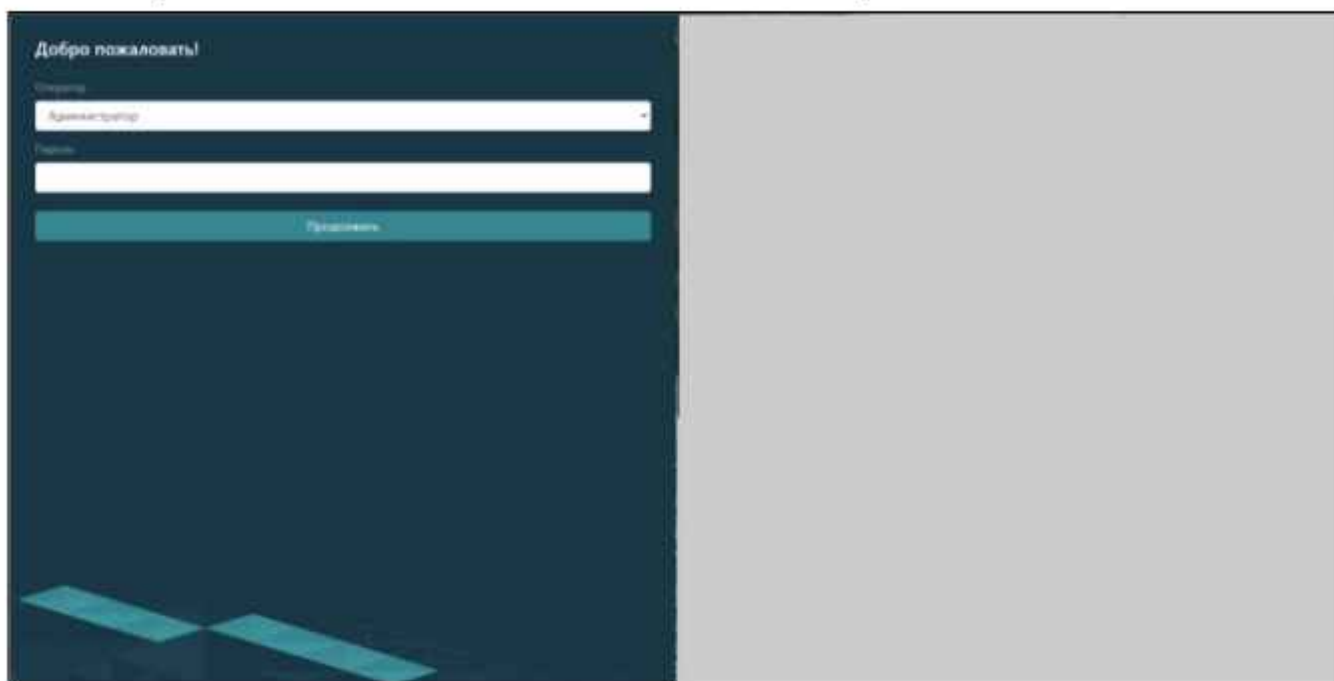 Добро пожаловать!
Оператор
Администратор
Пароль
Продолжить